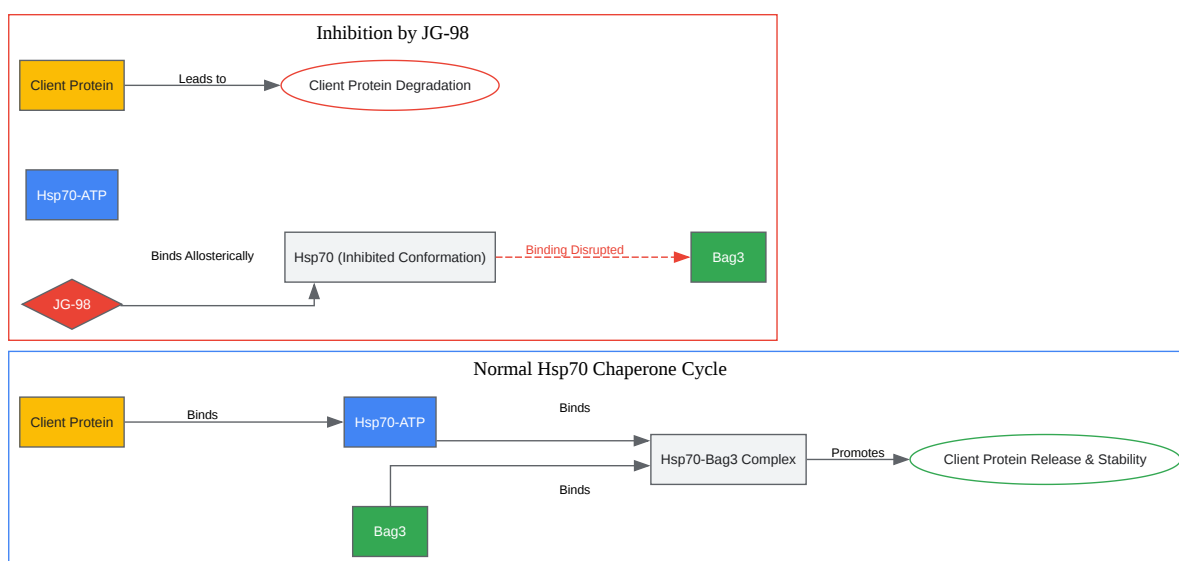 Inhibition by JG-98
Client Protein
Leads to
Client Protein Degradation
Hsp70-ATP
Binds Allosterically
Hsp70 (Inhibited Conformation)
Binding Disrupted
Bag3
JG-98
Normal Hsp70 Chaperone Cycle
Client Protein
Binds
Hsp70-ATP
Binds
Hsp70-Bag3 Complex
Promotes
Client Protein Release & Stability
Binds
Bag3